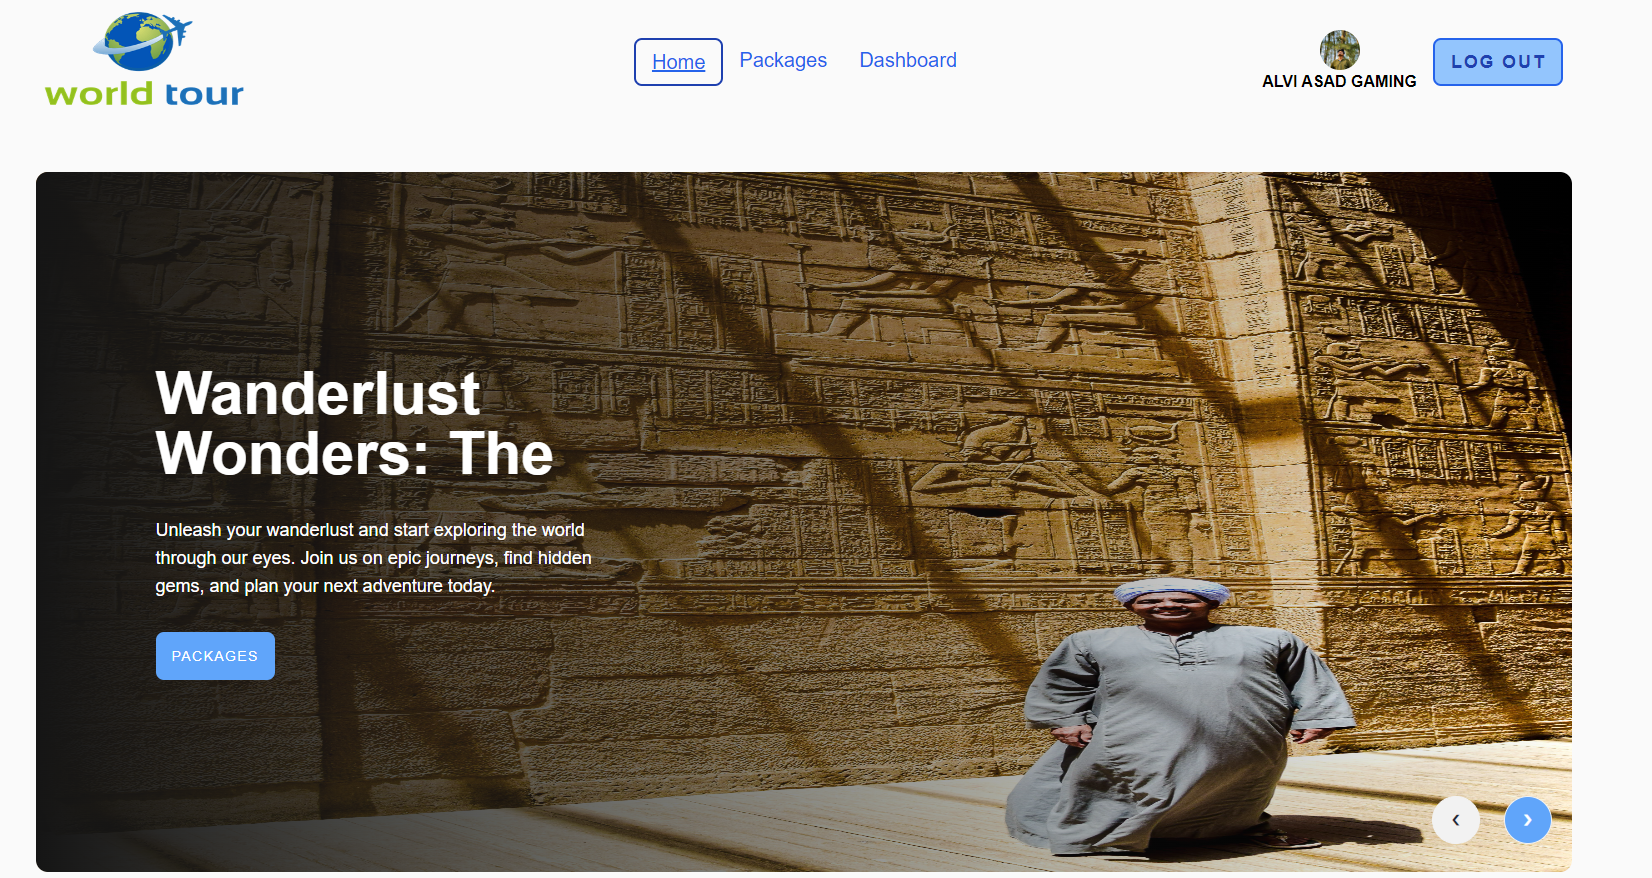 world tour
Home
Packages
Dashboard
ALVI ASAD GAMING
LOG OUT
Wanderlust
Wonders: The
Unleash your wanderlust and start exploring the world
through our eyes. Join us on epic journeys, find hidden
gems, and plan your next adventure today.
PACKAGES
‹
›